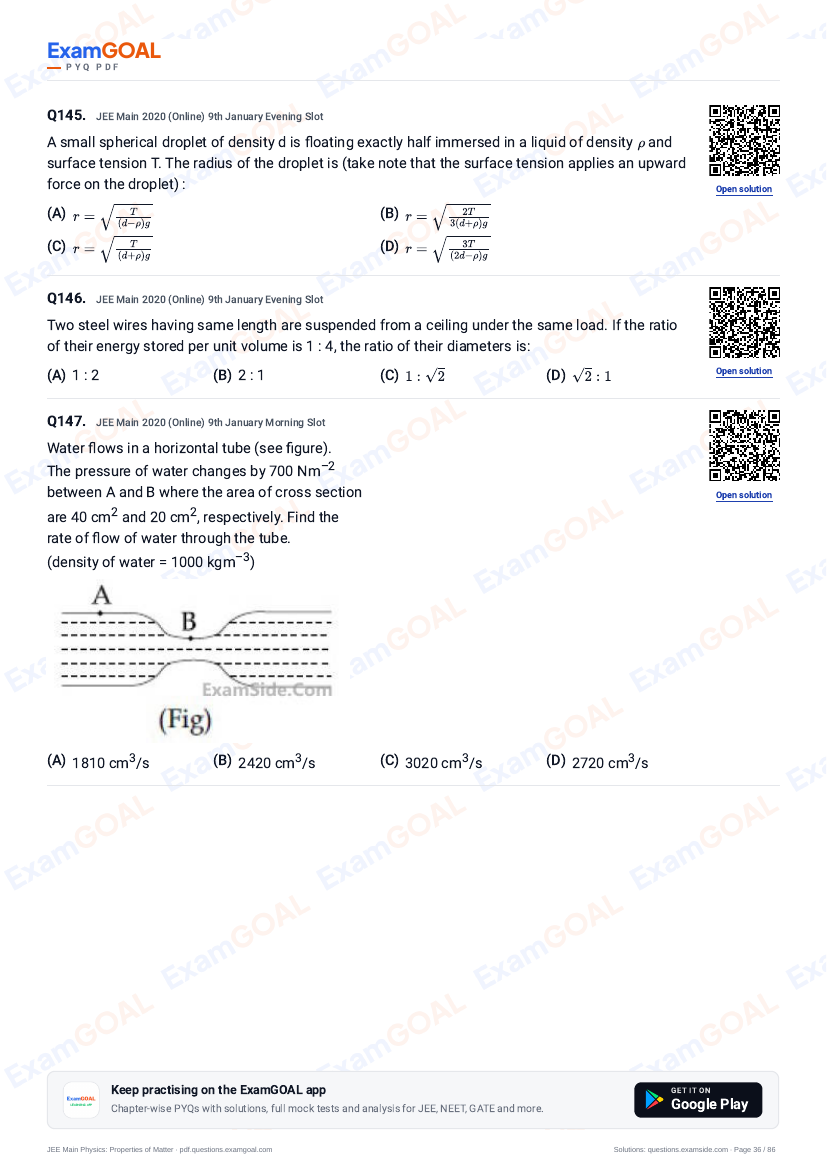 ExamGOAL
PYQ PDF
Q145. JEE Main 2020 (Online) 9th January Evening Slot
A small spherical droplet of density d is floating exactly half immersed in a liquid of density ρ and
surface tension T. The radius of the droplet is (take note that the surface tension applies an upward
force on the droplet) :
(A) r = √(T/((d−ρ)g))
(B) r = √(2T/(3(d+ρ)g))
(C) r = √(T/((d+ρ)g))
(D) r = √(3T/((2d−ρ)g))
Open solution
Q146. JEE Main 2020 (Online) 9th January Evening Slot
Two steel wires having same length are suspended from a ceiling under the same load. If the ratio
of their energy stored per unit volume is 1 : 4, the ratio of their diameters is:
(A) 1 : 2 (B) 2 : 1 (C) 1 : √2 (D) √2 : 1
Open solution
Q147. JEE Main 2020 (Online) 9th January Morning Slot
Water flows in a horizontal tube (see figure).
The pressure of water changes by 700 Nm⁻²
between A and B where the area of cross section
are 40 cm² and 20 cm², respectively. Find the
rate of flow of water through the tube.
(density of water = 1000 kgm⁻³)
Open solution
A
B
ExamSide.Com
(Fig)
(A) 1810 cm³/s (B) 2420 cm³/s (C) 3020 cm³/s (D) 2720 cm³/s
ExamGOAL
Keep practising on the ExamGOAL app
Chapter-wise PYQs with solutions, full mock tests and analysis for JEE, NEET, GATE and more.
GET IT ON
Google Play
JEE Main Physics: Properties of Matter · pdf.questions.examgoal.com
Solutions: questions.examside.com · Page 36 / 86